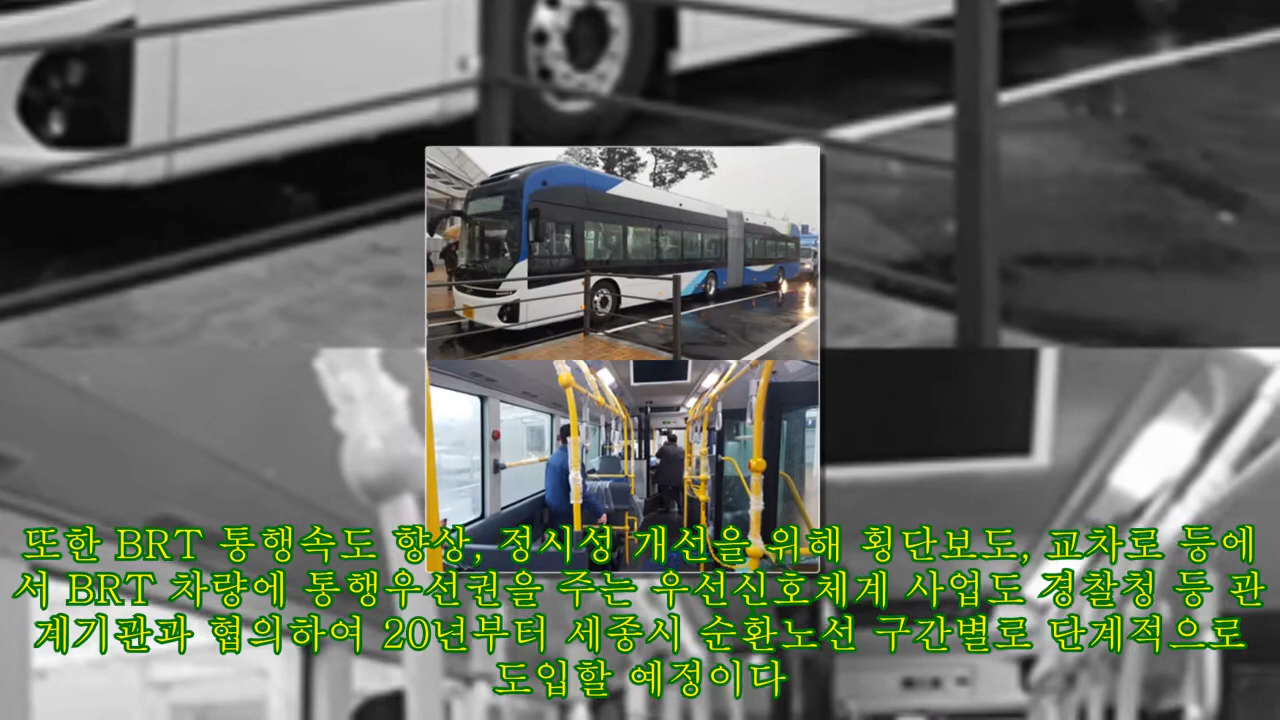 또한 BRT 통행속도 향상, 정시성 개선을 위해 횡단보도, 교차로 등에
서 BRT 차량에 통행우선권을 주는 우선신호체계 사업도 경찰청 등 관
계기관과 협의하여 20년부터 세종시 순환노선 구간별로 단계적으로
도입할 예정이다